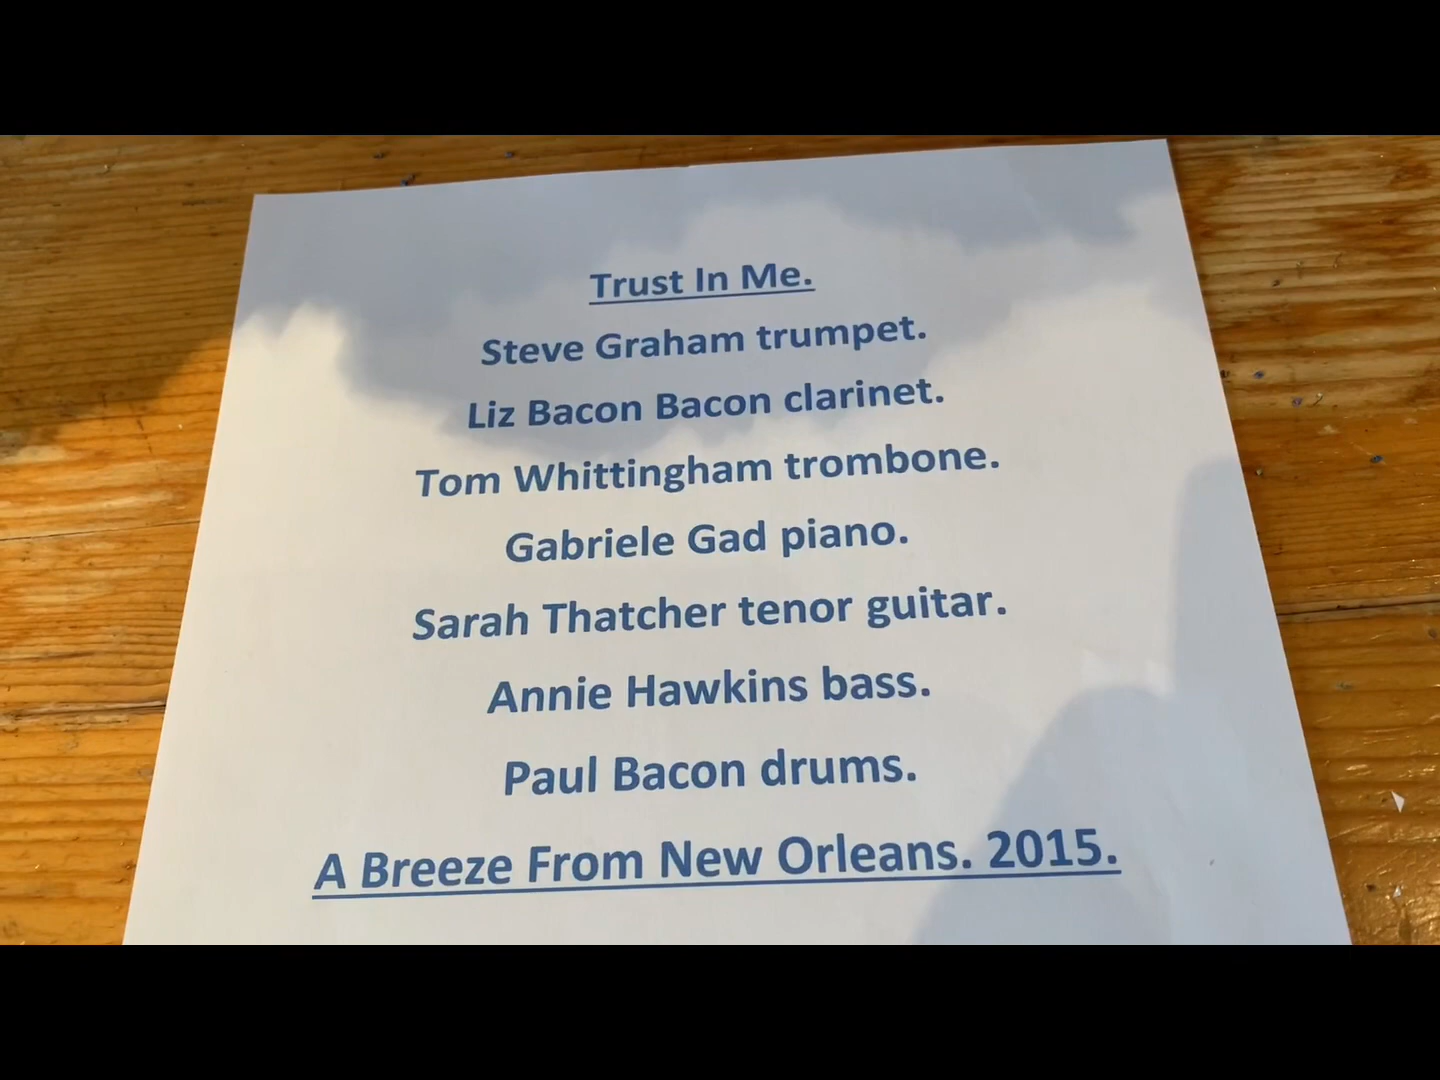 Trust In Me.
Steve Graham trumpet.
Liz Bacon Bacon clarinet.
Tom Whittingham trombone.
Gabriele Gad piano.
Sarah Thatcher tenor guitar.
Annie Hawkins bass.
Paul Bacon drums.
A Breeze From New Orleans. 2015.